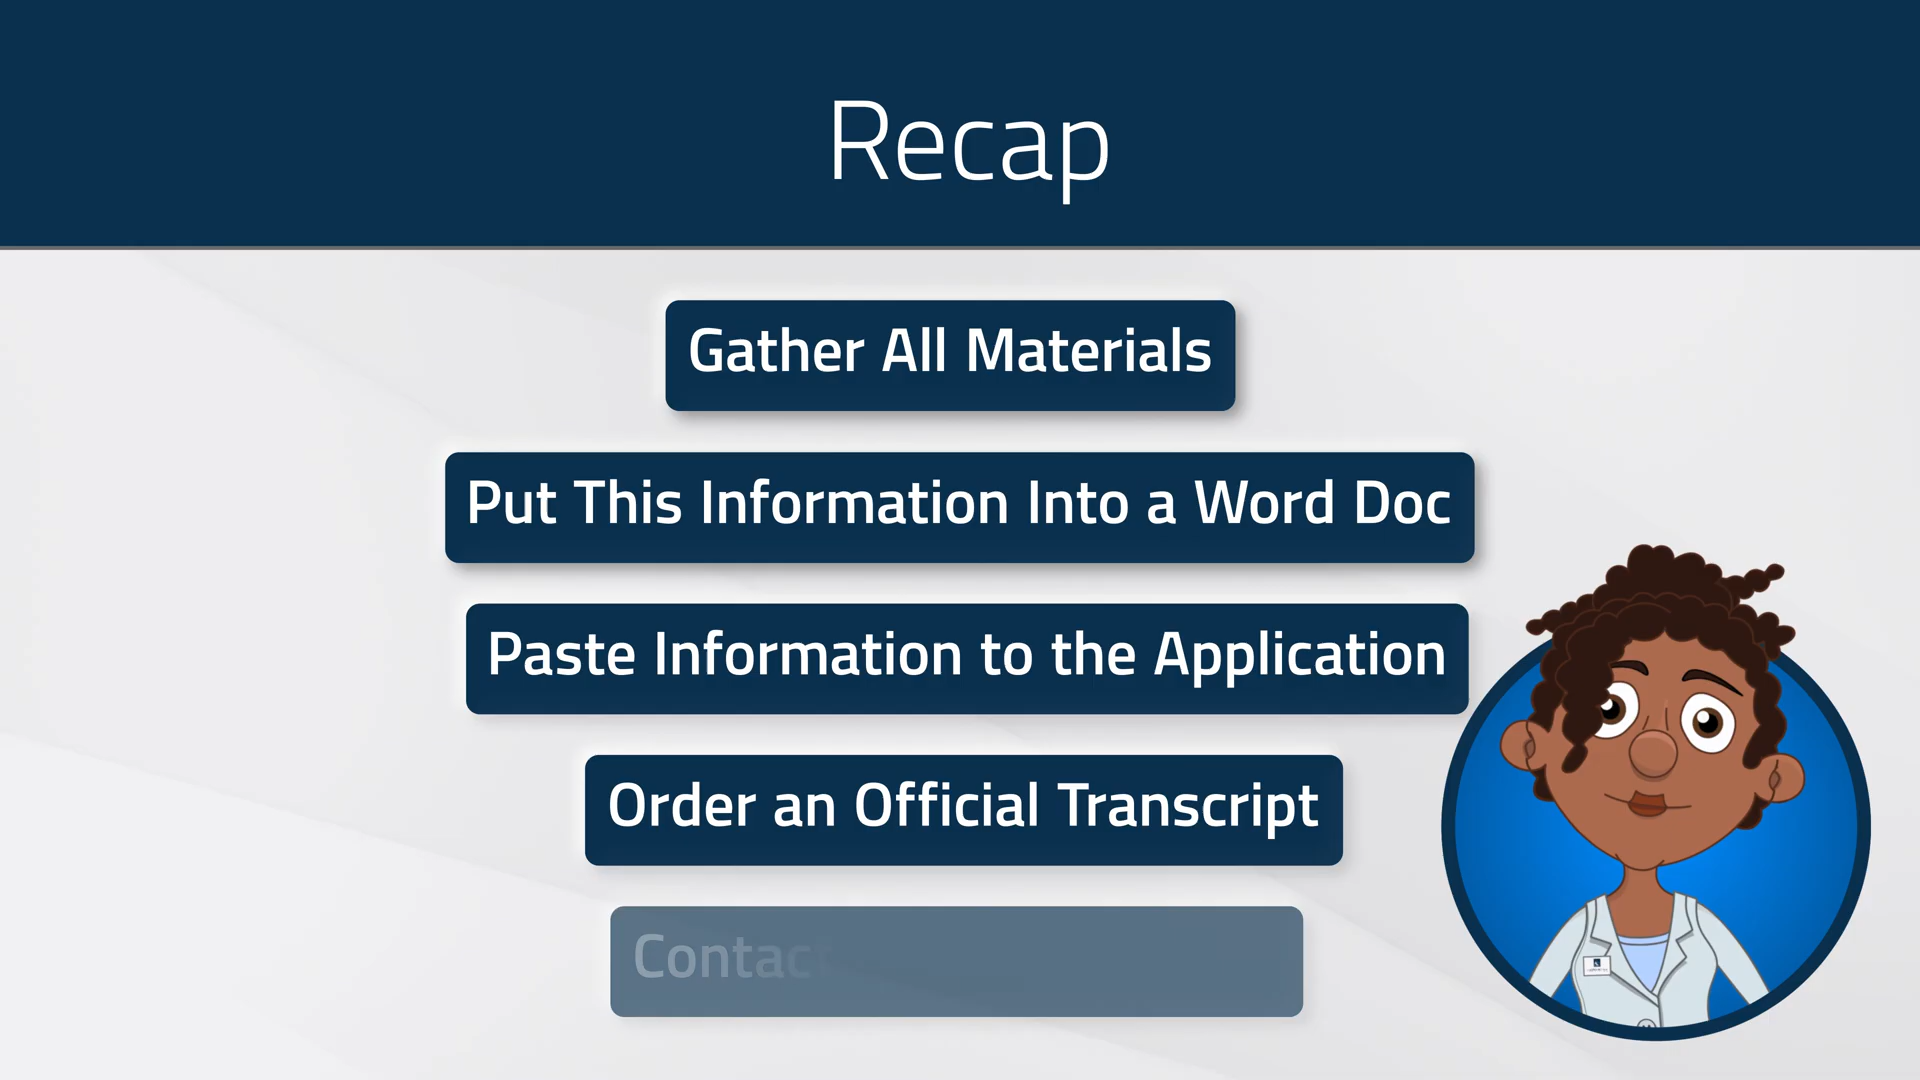 Recap
Gather All Materials
Put This Information Into a Word Doc
Paste Information to the Application
Order an Official Transcript
Contac